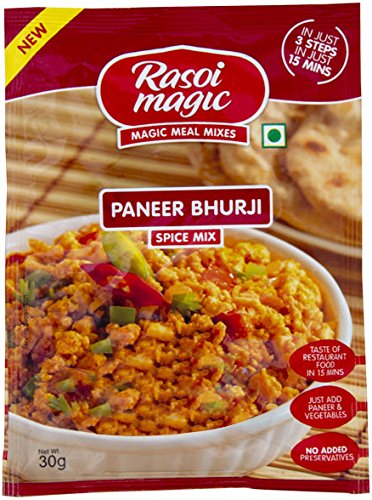 NEW
Rasoi
magic
MAGIC MEAL MIXES
IN JUST
3 STEPS
IN JUST
15 MINS
PANEER BHURJI
SPICE MIX
TASTE OF
RESTAURANT
FOOD
IN 15 MINS
JUST ADD
PANEER &
VEGETABLES
NO ADDED
PRESERVATIVES
Net Wt.
30g